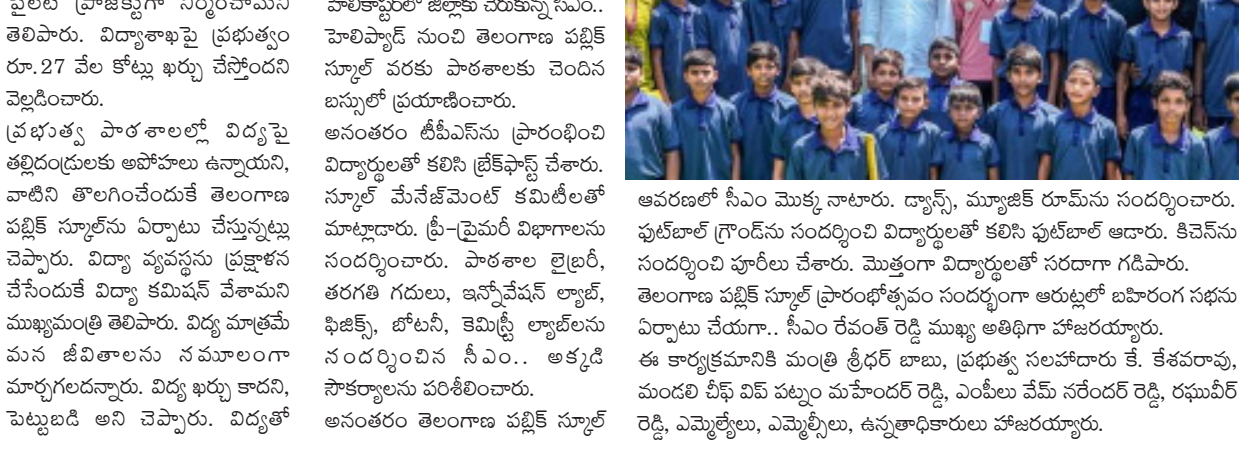 పైలట్ ప్రాజెక్టుగా నిర్మించామని
తెలిపారు. విద్యాశాఖపై ప్రభుత్వం
రూ.27 వేల కోట్లు ఖర్చు చేస్తోందని
వెల్లడించారు.
ప్రభుత్వ పాఠశాలల్లో విద్యపై
తల్లిదండ్రులకు అపోహలు ఉన్నాయని,
వాటిని తొలగించేందుకే తెలంగాణ
పబ్లిక్ స్కూల్‌ను ఏర్పాటు చేస్తున్నట్లు
చెప్పారు. విద్యా వ్యవస్థను ప్రక్షాళన
చేసేందుకే విద్యా కమిషన్ వేశామని
ముఖ్యమంత్రి తెలిపారు. విద్య మాత్రమే
మన జీవితాలను నమూలంగా
మార్చగలదన్నారు. విద్య ఖర్చు కాదని,
పెట్టుబడి అని చెప్పారు. విద్యతో
హెలికాప్టర్‌లో జిల్లాకు చేరుకున్న సీఎం..
హెలిప్యాడ్ నుంచి తెలంగాణ పబ్లిక్
స్కూల్ వరకు పాఠశాలకు చెందిన
బస్సులో ప్రయాణించారు.
అనంతరం టీపీఎస్‌ను ప్రారంభించి
విద్యార్థులతో కలిసి బ్రేక్‌ఫాస్ట్ చేశారు.
స్కూల్ మేనేజ్‌మెంట్ కమిటీలతో
మాట్లాడారు. ప్రీ-ప్రైమరీ విభాగాలను
సందర్శించారు. పాఠశాల లైబ్రరీ,
తరగతి గదులు, ఇన్నోవేషన్ ల్యాబ్,
ఫిజిక్స్, బోటనీ, కెమిస్ట్రీ ల్యాబ్‌లను
నందర్శించిన సీఎం.. అక్కడి
సౌకర్యాలను పరిశీలించారు.
అనంతరం తెలంగాణ పబ్లిక్ స్కూల్
ఆవరణలో సీఎం మొక్క నాటారు. డ్యాన్స్, మ్యూజిక్ రూమ్‌ను సందర్శించారు.
ఫుట్‌బాల్ గ్రౌండ్‌ను సందర్శించి విద్యార్థులతో కలిసి ఫుట్‌బాల్ ఆడారు. కిచెన్‌ను
సందర్శించి పూరీలు చేశారు. మొత్తంగా విద్యార్థులతో సరదాగా గడిపారు.
తెలంగాణ పబ్లిక్ స్కూల్ ప్రారంభోత్సవం సందర్భంగా ఆరుట్లలో బహిరంగ సభను
ఏర్పాటు చేయగా.. సీఎం రేవంత్ రెడ్డి ముఖ్య అతిథిగా హాజరయ్యారు.
ఈ కార్యక్రమానికి మంత్రి శ్రీధర్ బాబు, ప్రభుత్వ సలహాదారు కే. కేశవరావు,
మండలి చీఫ్ విప్ పట్నం మహేందర్ రెడ్డి, ఎంపీలు వేమ్ నరేందర్ రెడ్డి, రఘువీర్
రెడ్డి, ఎమ్మెల్యేలు, ఎమ్మెల్సీలు, ఉన్నతాధికారులు హాజరయ్యారు.